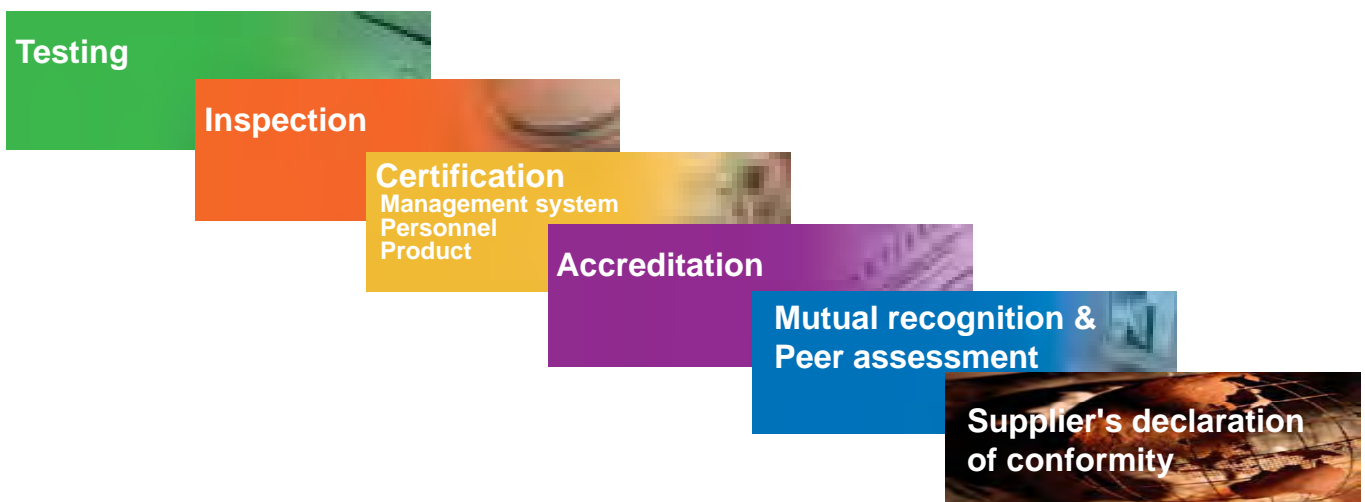 Testing
Inspection
Certification
Management system
Personnel
Product
Accreditation
Mutual recognition &
Peer assessment
Supplier's declaration
of conformity